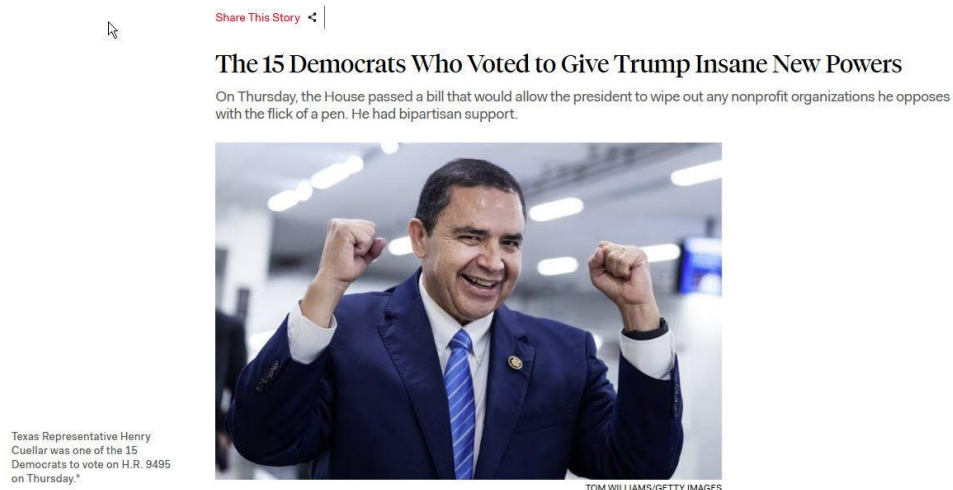 Share This Story
The 15 Democrats Who Voted to Give Trump Insane New Powers
On Thursday, the House passed a bill that would allow the president to wipe out any nonprofit organizations he opposes
with the flick of a pen. He had bipartisan support.
Texas Representative Henry
Cuellar was one of the 15
Democrats to vote on H.R. 9495
on Thursday.*
TOM WILLIAMS/GETTY IMAGES